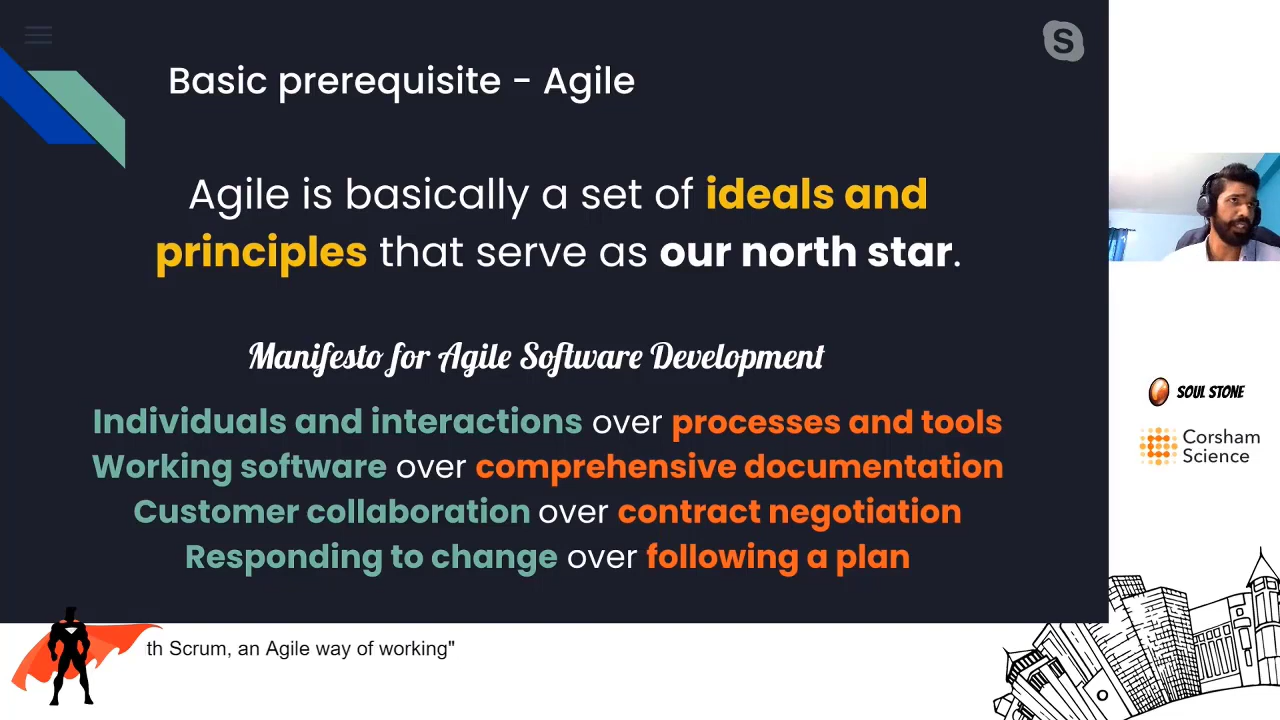 Basic prerequisite - Agile
S
Agile is basically a set of ideals and
principles that serve as our north star.
Manifesto for Agile Software Development
Individuals and interactions over processes and tools
Working software over comprehensive documentation
Customer collaboration over contract negotiation
Responding to change over following a plan
SOUL STONE
Corsham
Science
th Scrum, an Agile way of working"